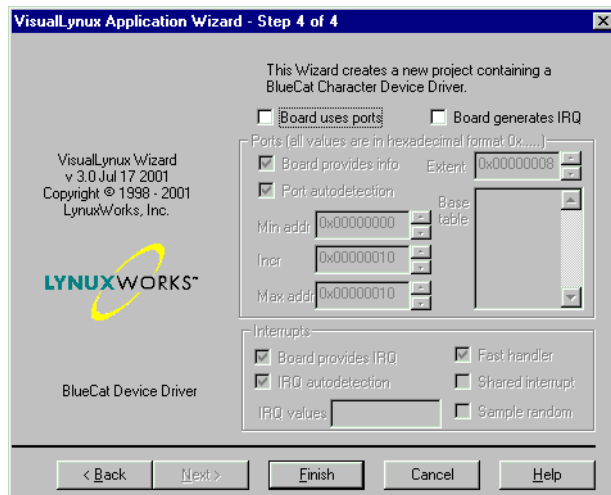 VisualLynux Application Wizard - Step 4 of 4
This Wizard creates a new project containing a
BlueCat Character Device Driver.
Board uses ports
Board generates IRQ
Ports (all values are in hexadecimal format 0x.....)
Board provides info
Extent
0x00000008
Port autodetection
Base
table
Min addr
0x00000000
Incr
0x00000010
Max addr
0x00000010
VisualLynux Wizard
v 3.0 Jul 17 2001
Copyright © 1998 - 2001
LynuxWorks, Inc.
LYNUXWORKS™
BlueCat Device Driver
Interrupts
Board provides IRQ
Fast handler
IRQ autodetection
Shared interrupt
IRQ values
Sample random
< Back
Next >
Finish
Cancel
Help